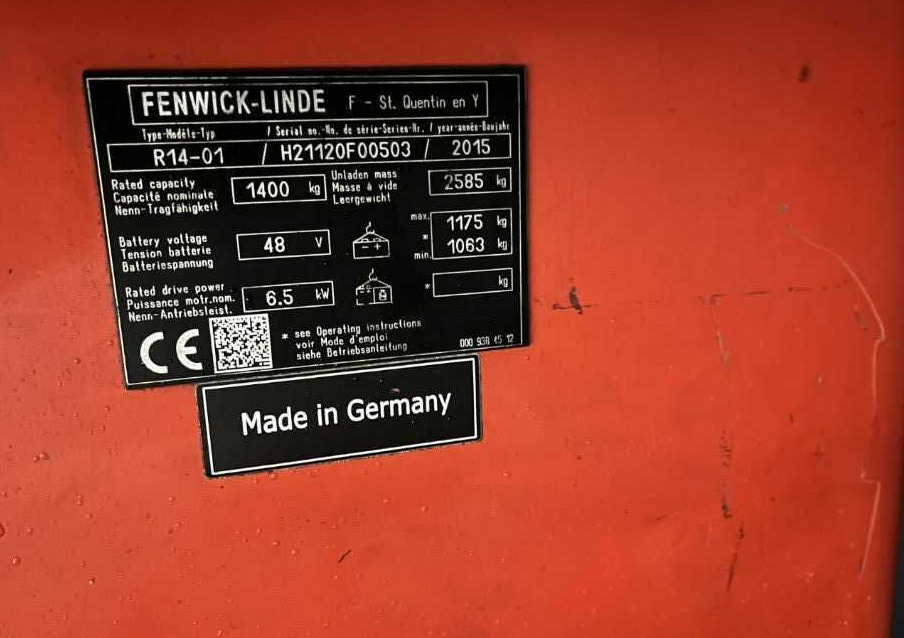 FENWICK-LINDE F - St. Quentin en Y
Type-Modèle-Typ / Serial no.-No. de série-Serien-Nr. / year-année-Baujahr
R14-01 / H21120F00503 / 2015
Rated capacity
Capacité nominale
Nenn-Tragfähigkeit
1400 kg
Unladen mass
Masse à vide
Leergewicht
2585 kg
Battery voltage
Tension batterie
Batteriespannung
48 V
- +
max. 1175 kg
*
min. 1063 kg
Rated drive power
Puissance motr.nom.
Nenn-Antriebsleist.
6.5 kW
* kg
CE
* see Operating instructions
voir Mode d'emploi
siehe Betriebsanleitung
000 938 45 12
Made in Germany